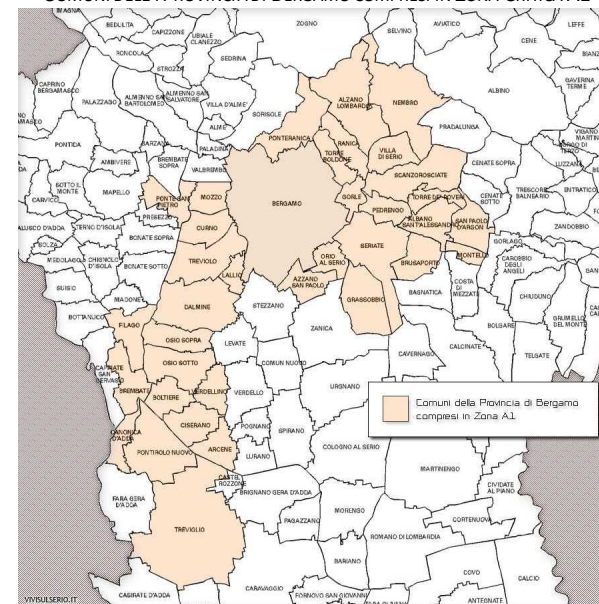 ZOGNO
SELVINO
AVIATICO
LEFFE
BEDULITA
CAPIZZONE
UBIALE
CLANEZZO
CENE
RONCOLA
SEDRINA
STROZZA
CAPRINO
BERGAMASCO
PALAZZAGO
ALMENNO SAN
BARTOLOMEO
ALMENNO SAN
SALVATORE
VILLA D'ALME'
ALME'
SORISOLE
ALZANO
LOMBARDO
NEMBRO
ALBINO
GAVERINA
TERME
PRADALUNGA
PONTIDA
BARZANA
PALADINA
PONTERANICA
RANICA
TORRE
BOLDONE
VILLA
DI SERIO
AMBIVERE
BREMBATE
SOPRA
VALBREMBO
SCANZOROSCIATE
CENATE SOPRA
LUZZANA
SOTTO IL
MONTE
MAPELLO
CARVICO
PONTE SAN
PIETRO
MOZZO
BERGAMO
GORLE
PEDRENGO
TORRE DE' ROVERI
CENATE
SOTTO
TRESCORE
BALNEARIO
ENTRATICO
PRESEZZO
CURNO
ALBANO
SANT'ALESSANDRO
SAN PAOLO
D'ARGON
ZANDOBBIO
TERNO D'ISOLA
BONATE SOPRA
SERIATE
GORLAGO
MEDOLAGO
CHIGNOLO
D'ISOLA
BONATE SOTTO
TREVIOLO
LALLIO
ORIO
AL SERIO
BRUSAPORTO
MONTELLO
CAROBBIO
DEGLI
ANGELI
SUISIO
MADONE
AZZANO
SAN PAOLO
GRASSOBBIO
BAGNATICA
COSTA
DI
MEZZATE
CHIUDUNO
BOTTANUCO
DALMINE
STEZZANO
GRUMELLO
DEL MONTE
FILAGO
ZANICA
BOLGARE
OSIO SOPRA
LEVATE
CALCINATE
CAVERNAGO
TELGATE
CAPRIATE
SAN
GERVASIO
OSIO SOTTO
COMUN NUOVO
BREMBATE
BOLTIERE
VERDELLINO
VERDELLO
URGNANO
Comuni della Provincia di Bergamo
compresi in Zona A1
CANONICA
D'ADDA
CISERANO
POGNANO
SPIRANO
PONTIROLO NUOVO
ARCENE
LURANO
COLOGNO AL SERIO
MARTINENGO
FARA GERA
D'ADDA
CASTEL
ROZZONE
BRIGNANO GERA D'ADDA
CIVIDATE
AL PIANO
PAGAZZANO
MORENGO
CORTENUOVA
TREVIGLIO
ROMANO DI LOMBARDIA
BARIANO
COVO
CALCIO
CASIRATE D'ADDA
CARAVAGGIO
FORNOVO SAN GIOVANNI
ANTEGNATE
VIVISULSERIO.IT